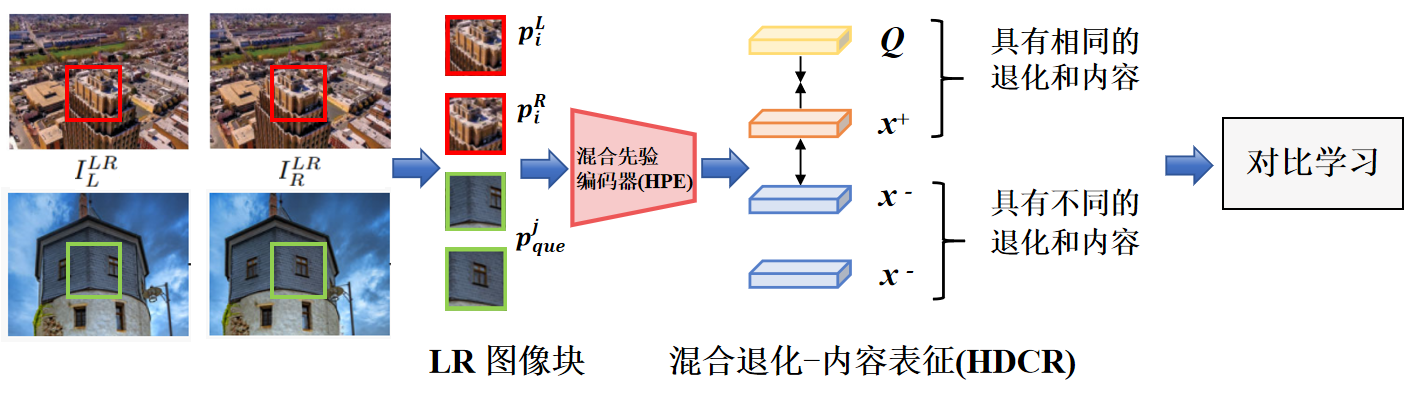 I_L^{LR}
I_R^{LR}
p_i^L
p_i^R
p_{que}^j
LR 图像块
混合先验
编码器(HPE)
Q
x+
x -
x -
具有相同的
退化和内容
具有不同的
退化和内容
混合退化-内容表征(HDCR)
对比学习